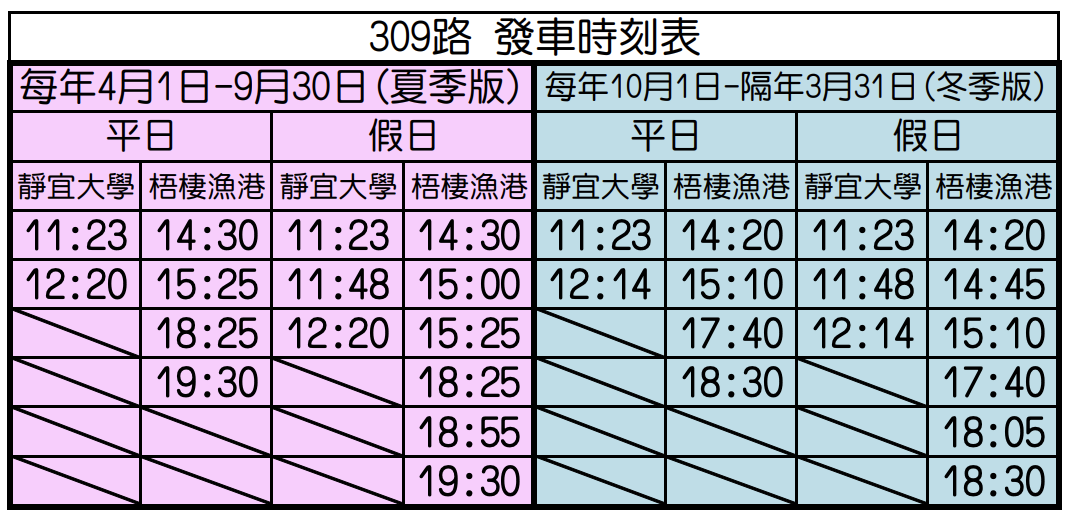 309路 發車時刻表
每年4月1日-9月30日(夏季版) 每年10月1日-隔年3月31日(冬季版)
平日 假日 平日 假日
靜宜大學 梧棲漁港 靜宜大學 梧棲漁港 靜宜大學 梧棲漁港 靜宜大學 梧棲漁港
11:23 14:30 11:23 14:30 11:23 14:20 11:23 14:20
12:20 15:25 11:48 15:00 12:14 15:10 11:48 14:45
18:25 12:20 15:25 17:40 12:14 15:10
19:30 18:25 18:30 17:40
18:55 18:05
19:30 18:30